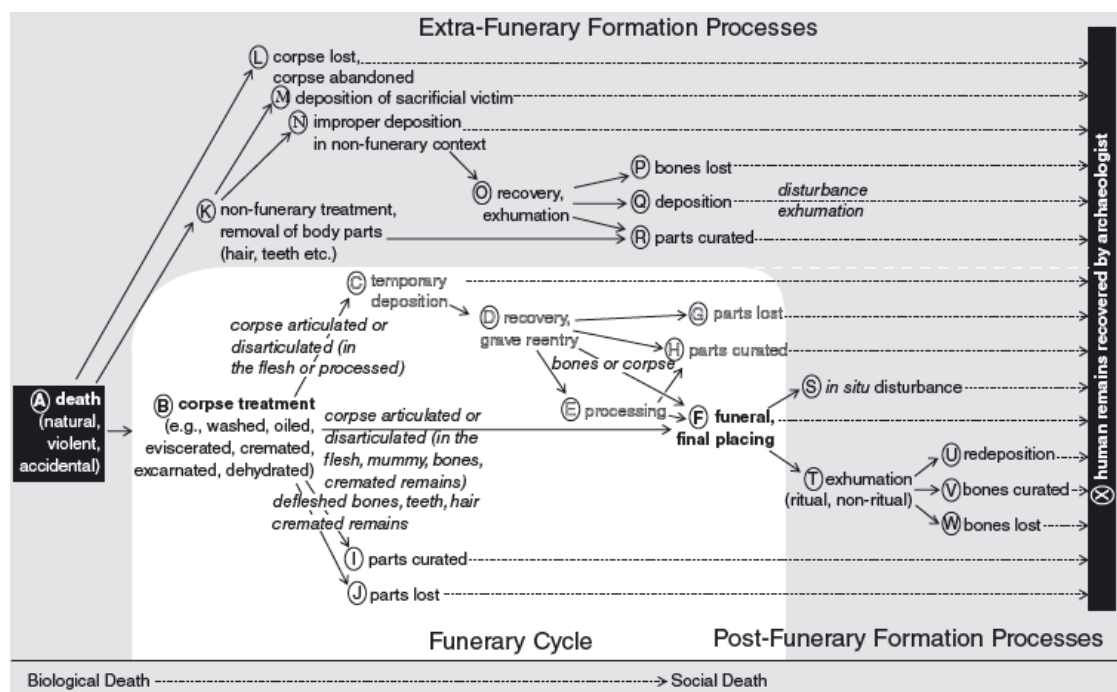 Extra-Funerary Formation Processes
Ⓛ corpse lost,
corpse abandoned
Ⓜ deposition of sacrificial victim
Ⓝ improper deposition
in non-funerary context
Ⓟ bones lost
Ⓞ recovery,
exhumation
Ⓠ deposition
disturbance
exhumation
Ⓚ non-funerary treatment,
removal of body parts
(hair, teeth etc.)
Ⓡ parts curated
Ⓒ temporary
deposition
Ⓓ recovery,
grave reentry
Ⓖ parts lost
corpse articulated or
disarticulated (in
the flesh or processed)
bones or corpse
Ⓗ parts curated
Ⓐ death
(natural,
violent,
accidental)
Ⓑ corpse treatment
(e.g., washed, oiled,
eviscerated, cremated,
excarnated, dehydrated)
corpse articulated or
disarticulated (in the
flesh, mummy, bones,
cremated remains)
defleshed bones, teeth, hair
cremated remains
Ⓔ processing
Ⓕ funeral,
final placing
Ⓢ in situ disturbance
Ⓣ exhumation
(ritual, non-ritual)
Ⓤ redeposition
Ⓥ bones curated
Ⓦ bones lost
Ⓘ parts curated
Ⓙ parts lost
Ⓧ human remains recovered by archaeologist
Funerary Cycle
Post-Funerary Formation Processes
Biological Death
Social Death